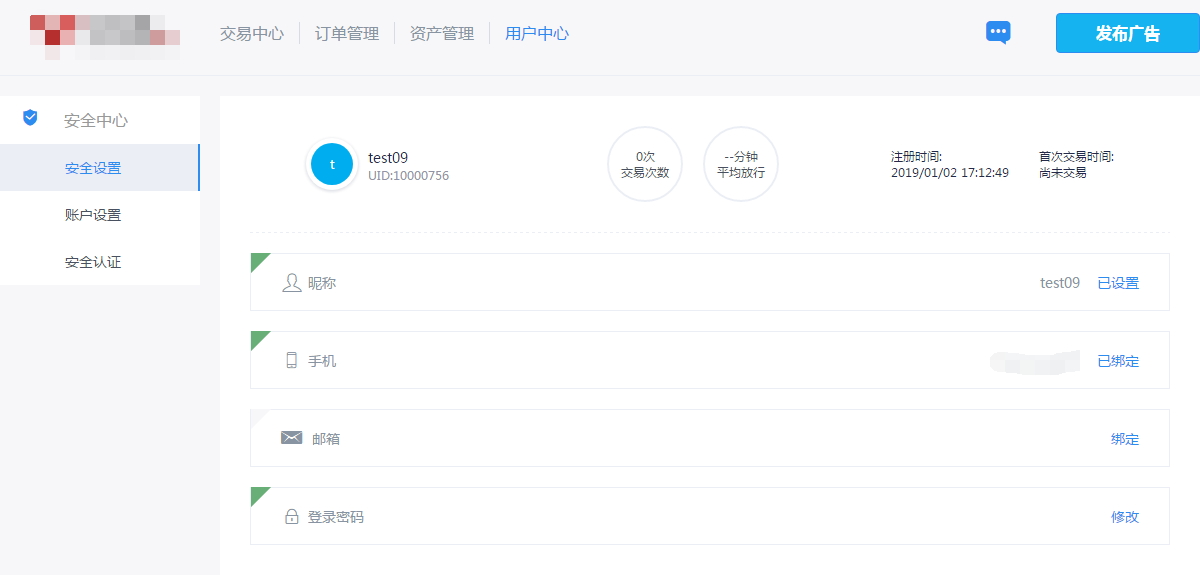 交易中心 订单管理 资产管理 用户中心 发布广告
安全中心
安全设置
账户设置
安全认证
t
test09
UID:10000756
0次
交易次数
--分钟
平均放行
注册时间:
2019/01/02 17:12:49
首次交易时间:
尚未交易
昵称 test09 已设置
手机 已绑定
邮箱 绑定
登录密码 修改